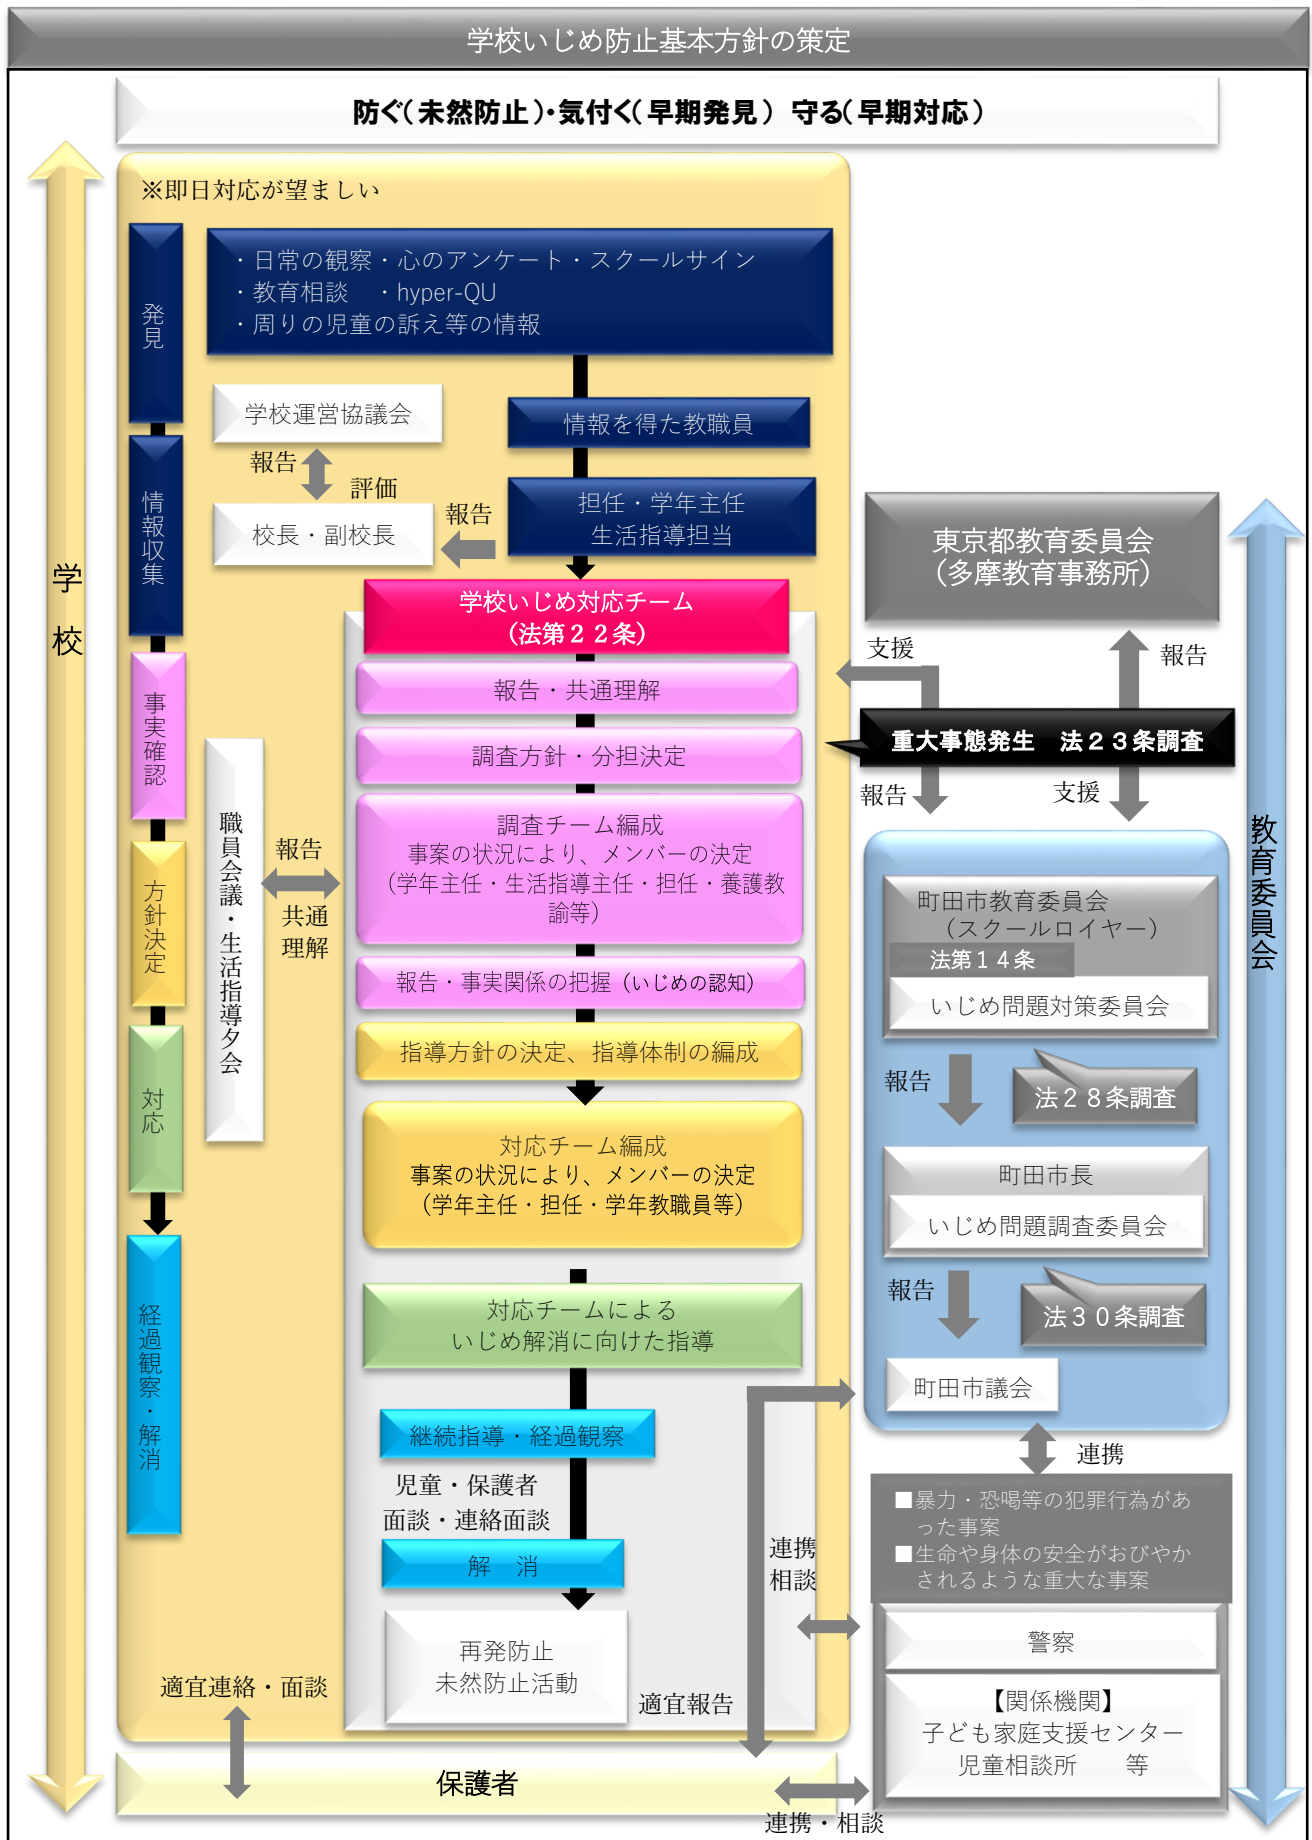 学校いじめ防止基本方針の策定
防ぐ(未然防止)・気付く(早期発見) 守る(早期対応)
学校
※即日対応が望ましい
発見
情報収集
事実確認
方針決定
対応
経過観察・解消
・日常の観察・心のアンケート・スクールサイン
・教育相談　・hyper-QU
・周りの児童の訴え等の情報
学校運営協議会
報告
評価
校長・副校長
報告
情報を得た教職員
担任・学年主任
生活指導担当
学校いじめ対応チーム
(法第２２条)
報告・共通理解
調査方針・分担決定
調査チーム編成
事案の状況により、メンバーの決定
(学年主任・生活指導主任・担任・養護教
諭等)
報告・事実関係の把握 (いじめの認知)
指導方針の決定、指導体制の編成
対応チーム編成
事案の状況により、メンバーの決定
(学年主任・担任・学年教職員等)
対応チームによる
いじめ解消に向けた指導
継続指導・経過観察
児童・保護者
面談・連絡面談
解　消
再発防止
未然防止活動
職員会議・生活指導夕会
報告
共通
理解
適宜連絡・面談
適宜報告
保護者
東京都教育委員会
(多摩教育事務所)
支援
報告
重大事態発生　法２３条調査
報告
支援
教育委員会
町田市教育委員会
(スクールロイヤー)
法第１４条
いじめ問題対策委員会
報告
法２８条調査
町田市長
いじめ問題調査委員会
報告
法３０条調査
町田市議会
連携
■暴力・恐喝等の犯罪行為があ
った事案
■生命や身体の安全がおびやか
されるような重大な事案
連携
相談
警察
【関係機関】
子ども家庭支援センター
児童相談所　　等
連携・相談